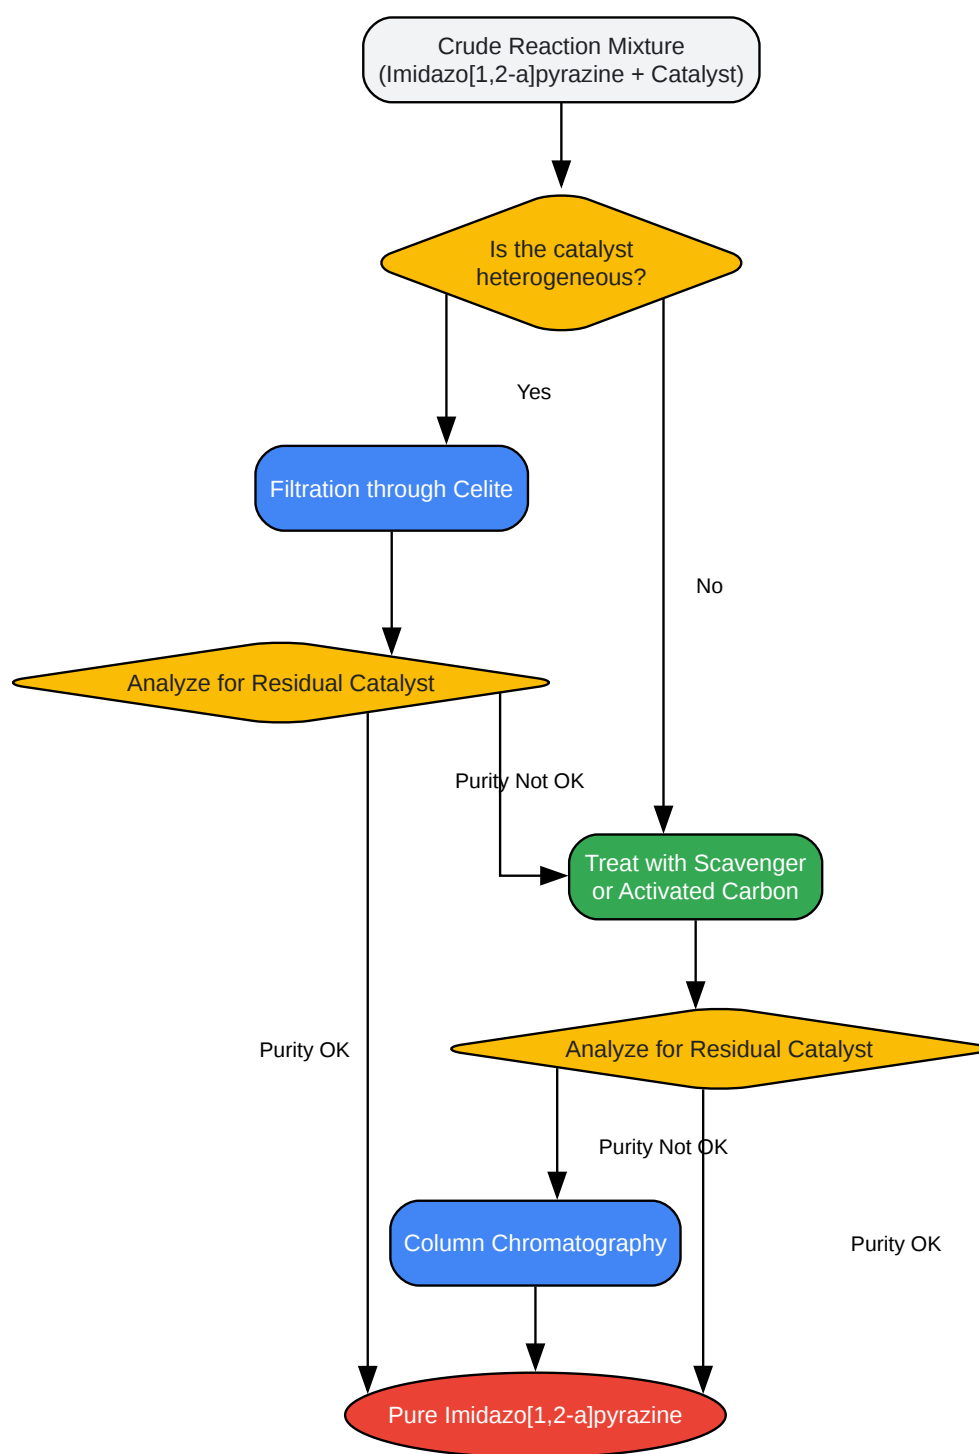 Crude Reaction Mixture
(Imidazo[1,2-a]pyrazine + Catalyst)
Is the catalyst
heterogeneous?
Yes
Filtration through Celite
No
Analyze for Residual Catalyst
Purity Not OK
Treat with Scavenger
or Activated Carbon
Purity OK
Analyze for Residual Catalyst
Purity Not OK
Column Chromatography
Purity OK
Pure Imidazo[1,2-a]pyrazine